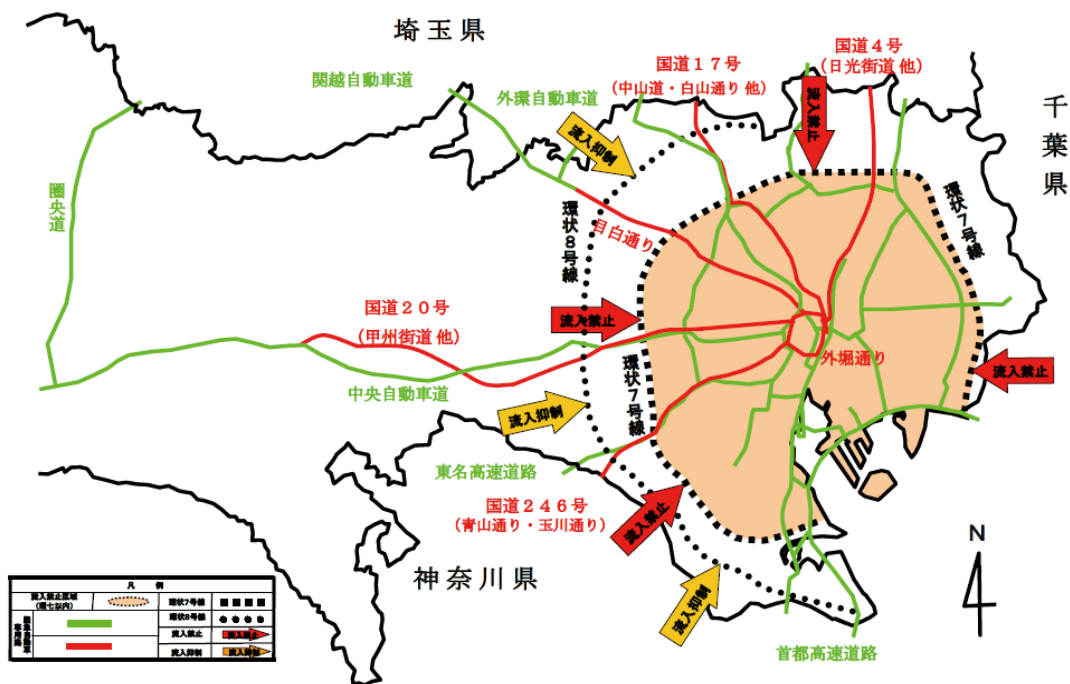 埼玉県
国道4号
(日光街道 他)
国道17号
(中山道・白山通り 他)
関越自動車道
外環自動車道
流入禁止
千葉県
流入抑制
圏央道
環状8号線
目白通り
環状7号線
国道20号
(甲州街道 他)
流入禁止
外堀通り
流入禁止
中央自動車道
環状7号線
流入抑制
東名高速道路
国道246号
(青山通り・玉川通り)
流入禁止
N
神奈川県
流入抑制
首都高速道路
凡 例
流入禁止区域
(環七以内)
環状7号線
環状8号線
緊急自動車
専用路
流入禁止
流入禁止
流入抑制
流入抑制